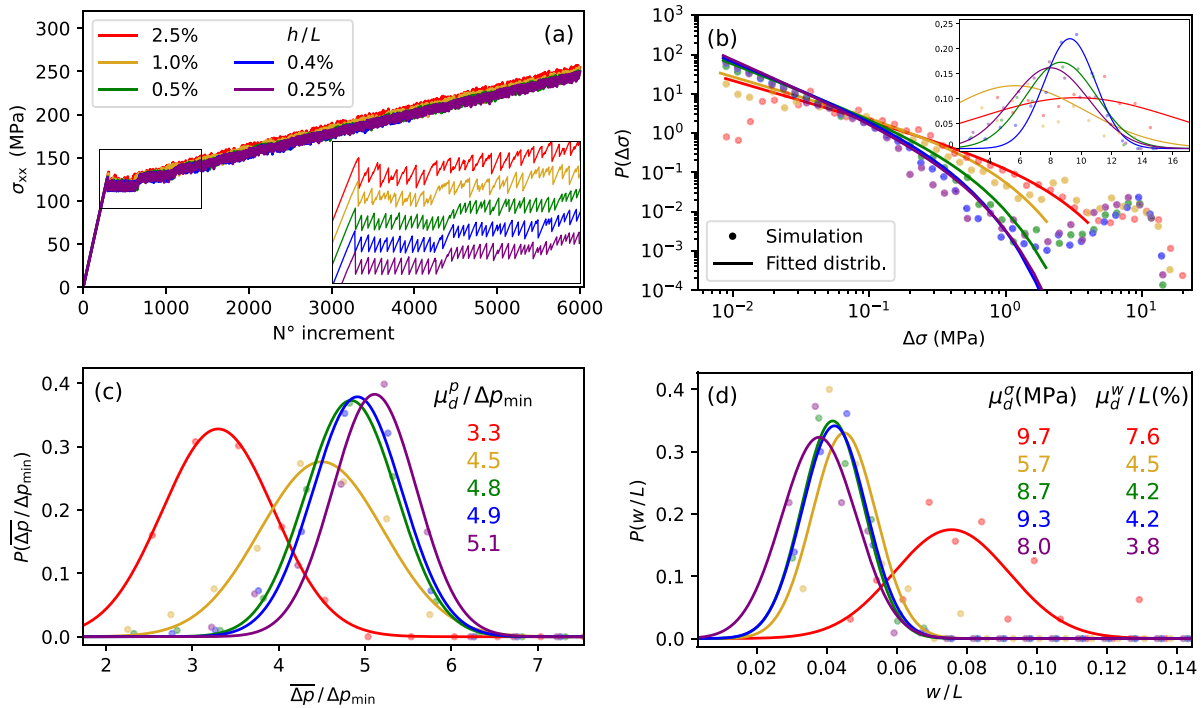 (a)
h/L
2.5%
1.0%
0.5%
0.4%
0.25%
σxx (MPa)
300
250
200
150
100
50
0
0 1000 2000 3000 4000 5000 6000
N° increment
(b)
P(Δσ)
10³
10²
10¹
10⁰
10⁻¹
10⁻²
10⁻³
10⁻⁴
Simulation
Fitted distrib.
10⁻² 10⁻¹ 10⁰ 10¹
Δσ (MPa)
0,25
0.20
0.15
0.10
0.05
0
4 6 8 10 12 14 16
(c)
P(Δp̅/Δpmin)
0.4
0.3
0.2
0.1
0.0
μdᵖ/Δpmin
3.3
4.5
4.8
4.9
5.1
2 3 4 5 6 7
Δp̅/Δpmin
(d)
P(w/L)
0.4
0.3
0.2
0.1
0.0
μdσ(MPa) μdʷ/L(%)
9.7 7.6
5.7 4.5
8.7 4.2
9.3 4.2
8.0 3.8
0.02 0.04 0.06 0.08 0.10 0.12 0.14
w/L